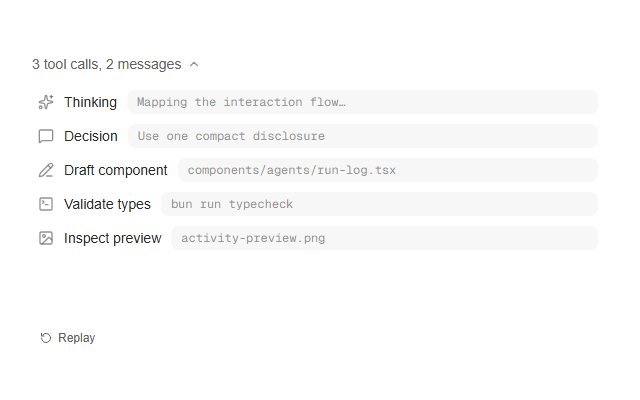 3 tool calls, 2 messages
Thinking Mapping the interaction flow…
Decision Use one compact disclosure
Draft component components/agents/run-log.tsx
Validate types bun run typecheck
Inspect preview activity-preview.png
Replay